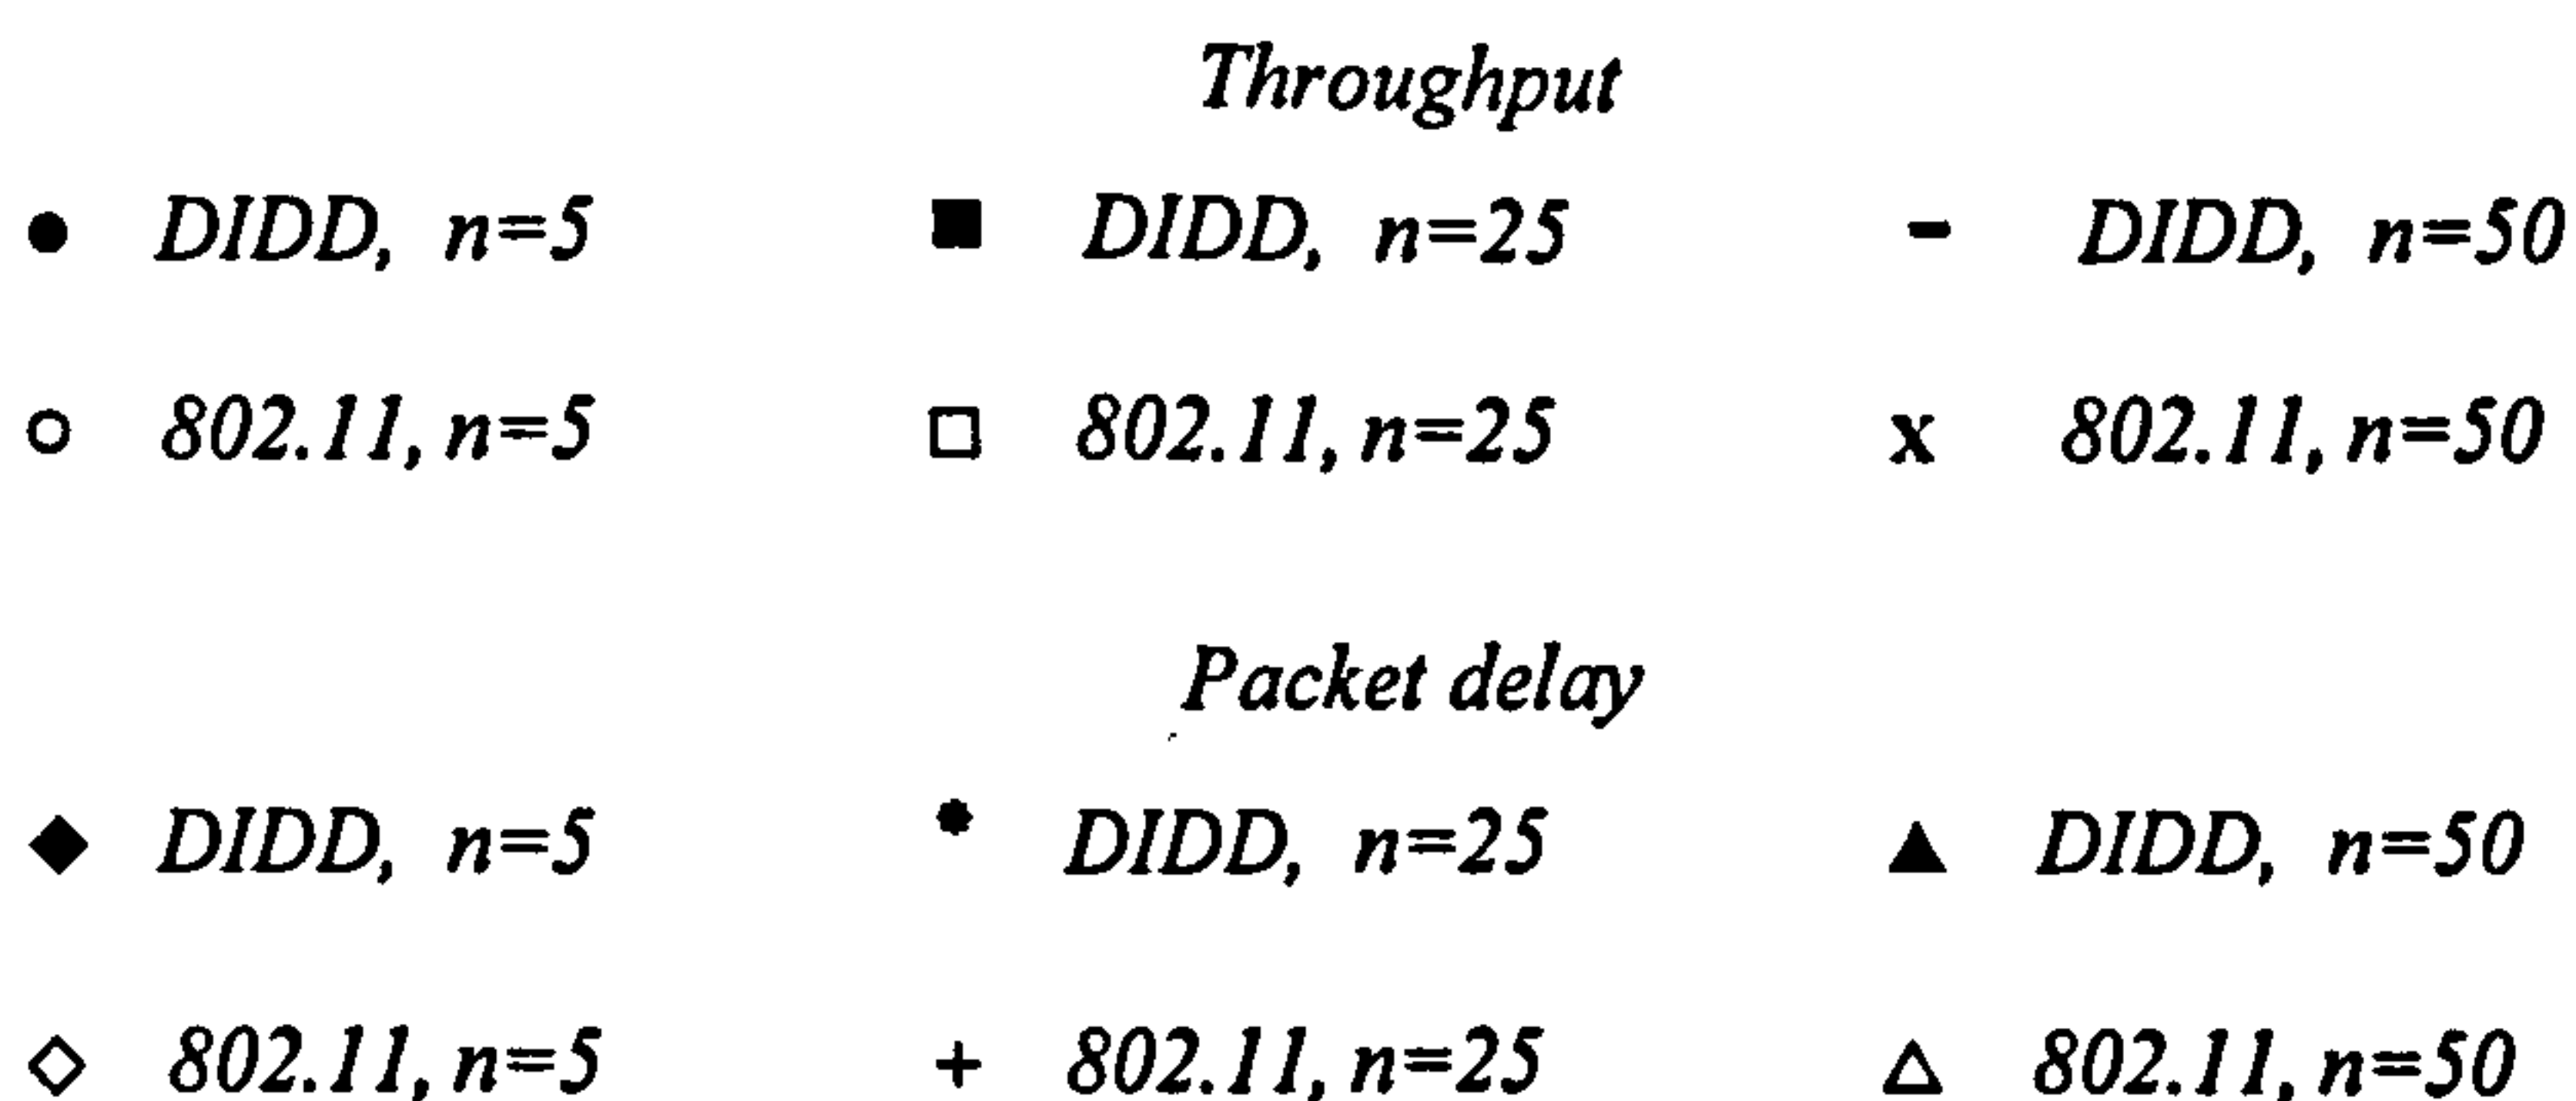 Throughput
● DIDD, n=5 ■ DIDD, n=25 - DIDD, n=50
○ 802.11, n=5 □ 802.11, n=25 x 802.11, n=50
Packet delay
◆ DIDD, n=5 * DIDD, n=25 ▲ DIDD, n=50
◇ 802.11, n=5 + 802.11, n=25 △ 802.11, n=50